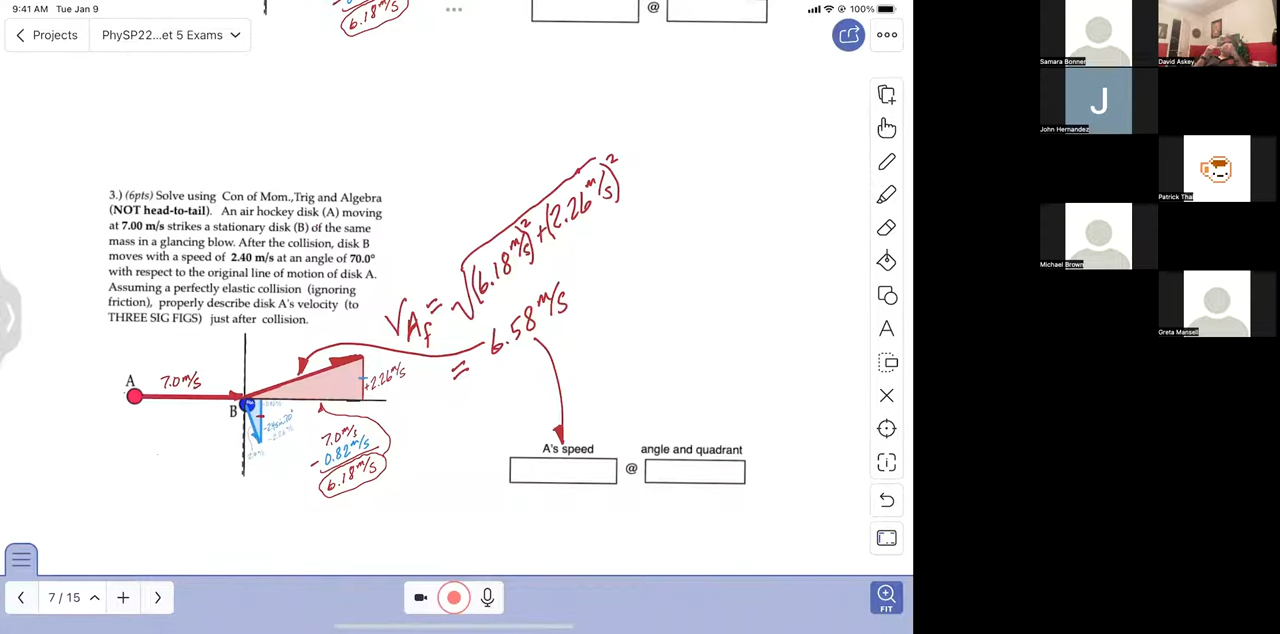 9:41 AM Tue Jan 9
100%
6.18 m/s
@
Projects
PhySP22...et 5 Exams
3.) (6pts) Solve using Con of Mom., Trig and Algebra
(NOT head-to-tail). An air hockey disk (A) moving
at 7.00 m/s strikes a stationary disk (B) of the same
mass in a glancing blow. After the collision, disk B
moves with a speed of 2.40 m/s at an angle of 70.0°
with respect to the original line of motion of disk A.
Assuming a perfectly elastic collision (ignoring
friction), properly describe disk A's velocity (to
THREE SIG FIGS) just after collision.
V_Af = √(6.18 m/s)² + (2.26 m/s)²
= 6.58 m/s
A
7.0 m/s
B
+2.26 m/s
7.0 m/s
- 0.82 m/s
6.18 m/s
A's speed
angle and quadrant
@
7 / 15
FIT
A
Samara Bonner
David Askey
J
John Hernandez
Patrick Thai
Michael Brown
Greta Mansell